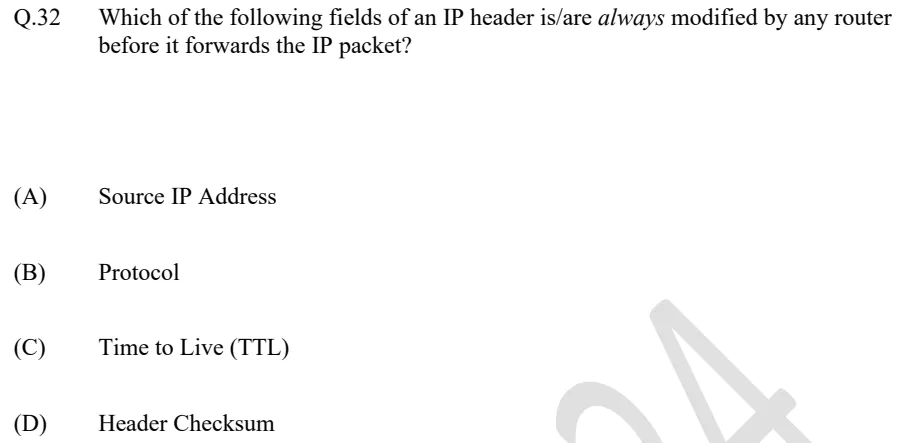 Q.32 Which of the following fields of an IP header is/are always modified by any router
before it forwards the IP packet?
(A) Source IP Address
(B) Protocol
(C) Time to Live (TTL)
(D) Header Checksum